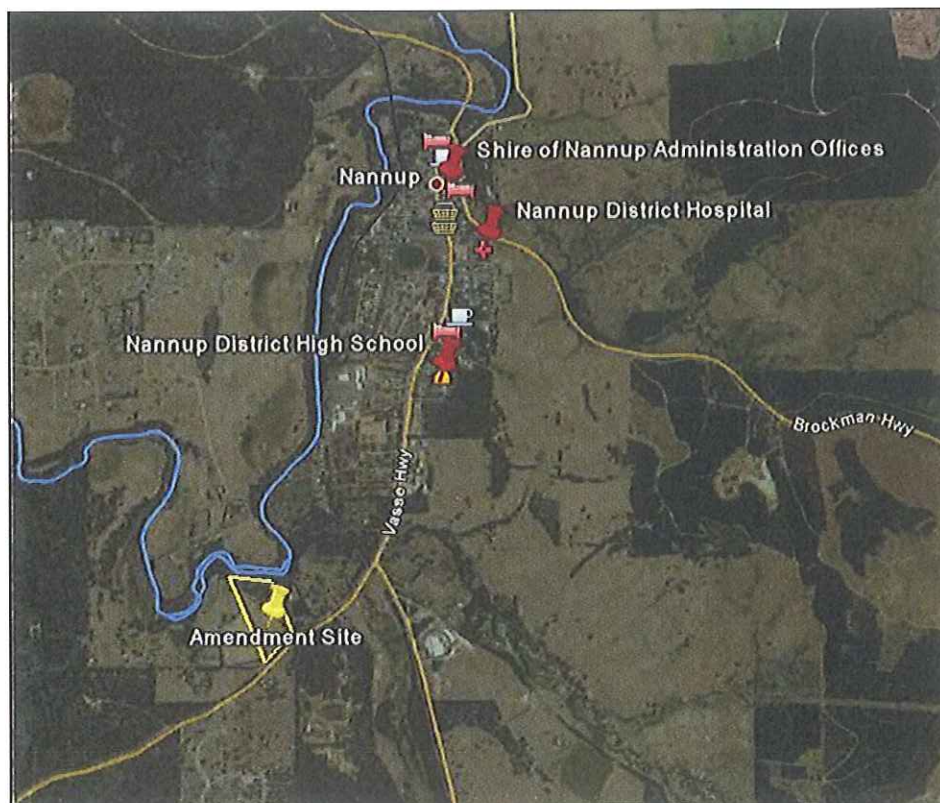 Shire of Nannup Administration Offices
Nannup
Nannup District Hospital
Nannup District High School
Brockman Hwy
Vasse Hwy
Amendment Site